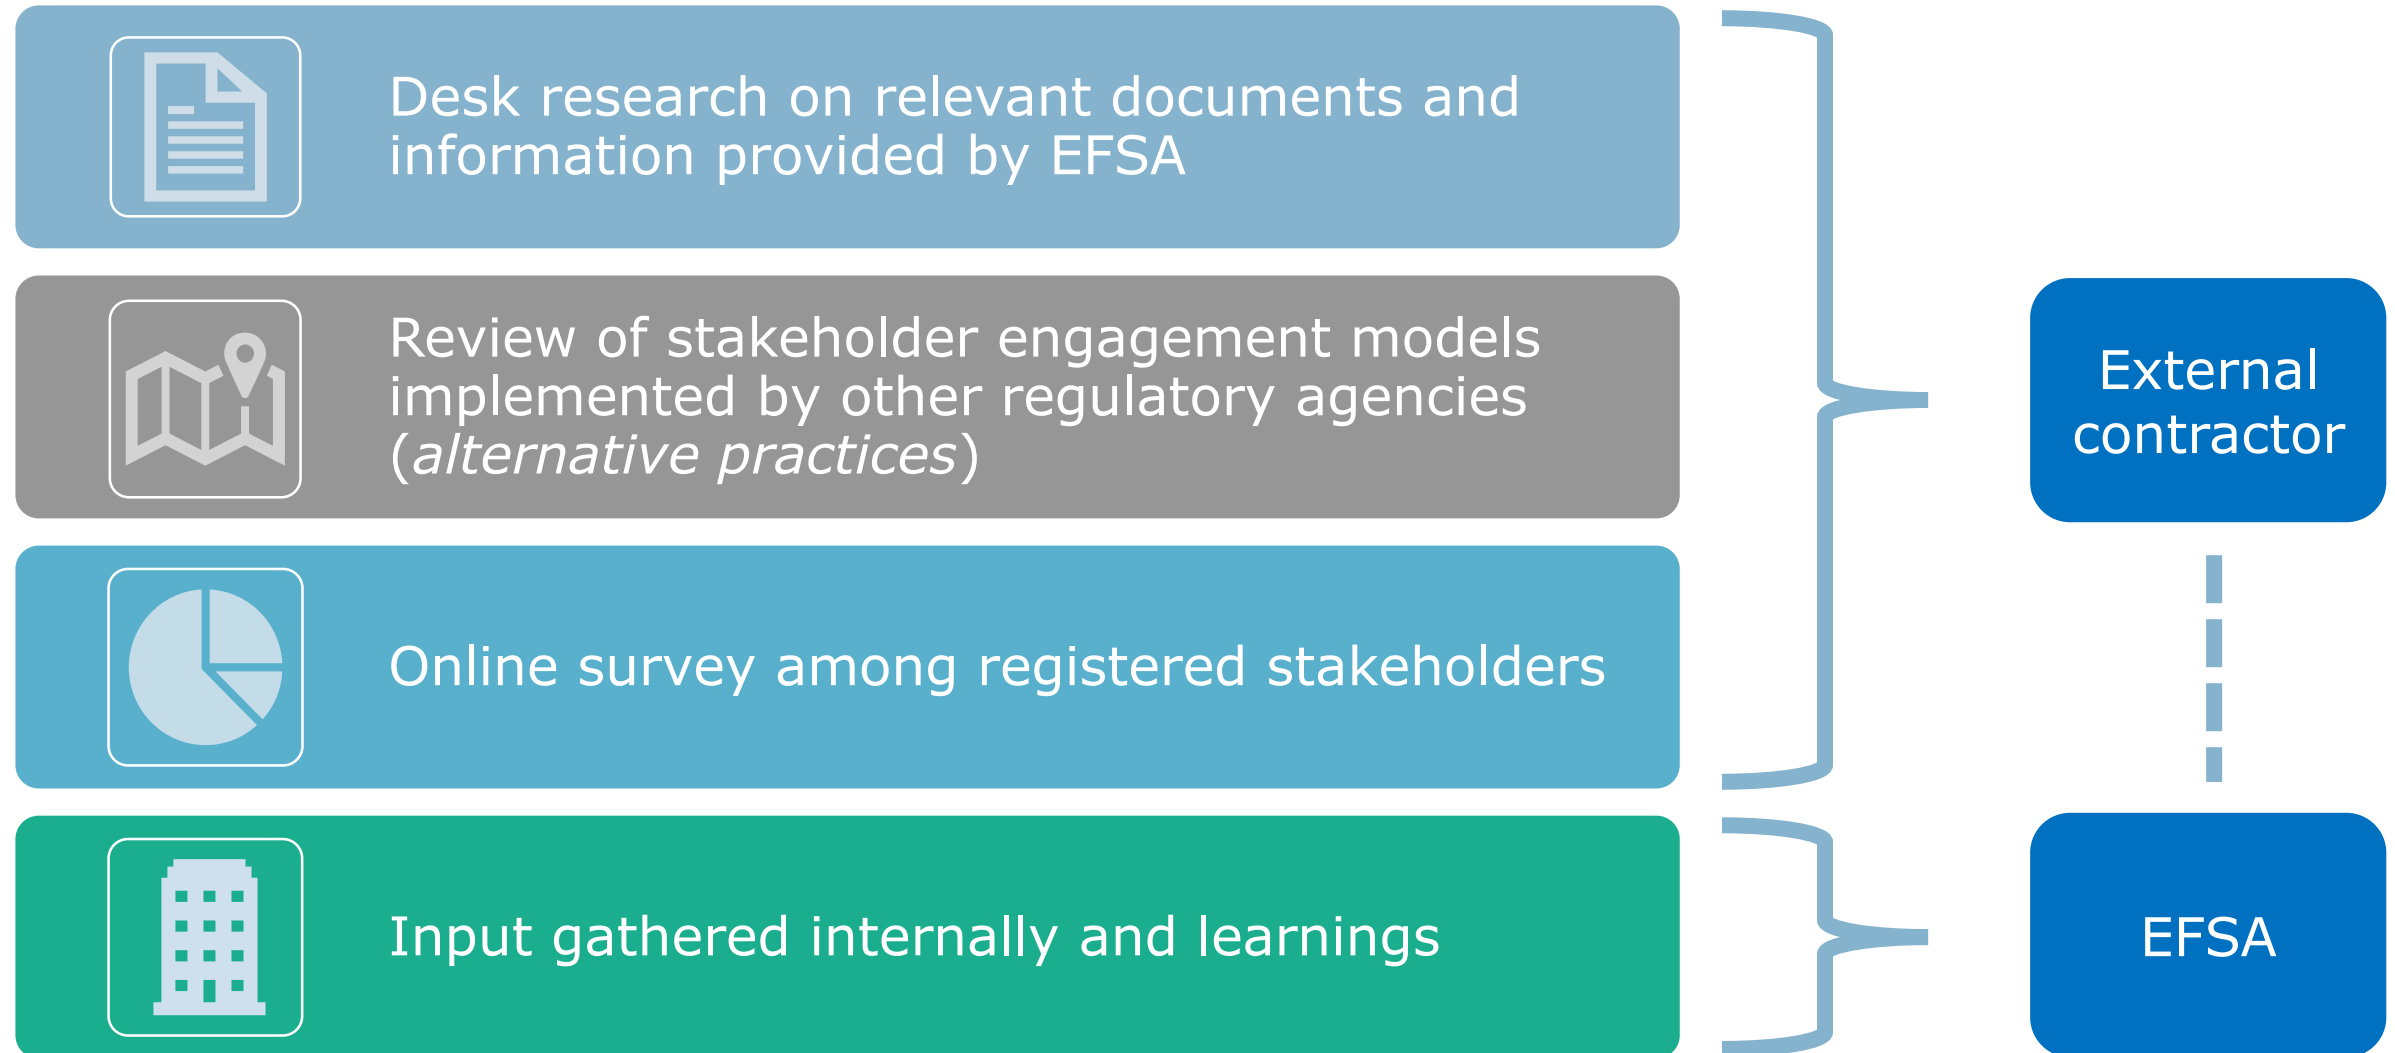 Desk research on relevant documents and
information provided by EFSA
Review of stakeholder engagement models
implemented by other regulatory agencies
(alternative practices)
Online survey among registered stakeholders
Input gathered internally and learnings
External
contractor
EFSA